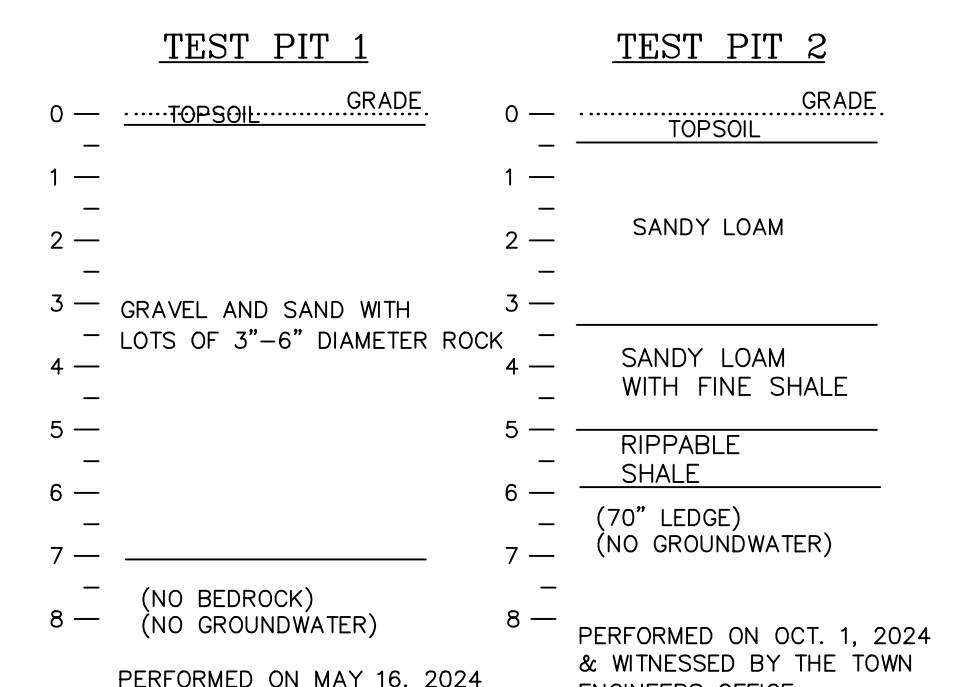 TEST PIT 1
GRADE
TOPSOIL
0
1
2
3
4
5
6
7
8
GRAVEL AND SAND WITH
LOTS OF 3"–6" DIAMETER ROCK
(NO BEDROCK)
(NO GROUNDWATER)
PERFORMED ON MAY 16, 2024
TEST PIT 2
GRADE
TOPSOIL
0
1
2
3
4
5
6
7
8
SANDY LOAM
SANDY LOAM
WITH FINE SHALE
RIPPABLE
SHALE
(70" LEDGE)
(NO GROUNDWATER)
PERFORMED ON OCT. 1, 2024
& WITNESSED BY THE TOWN